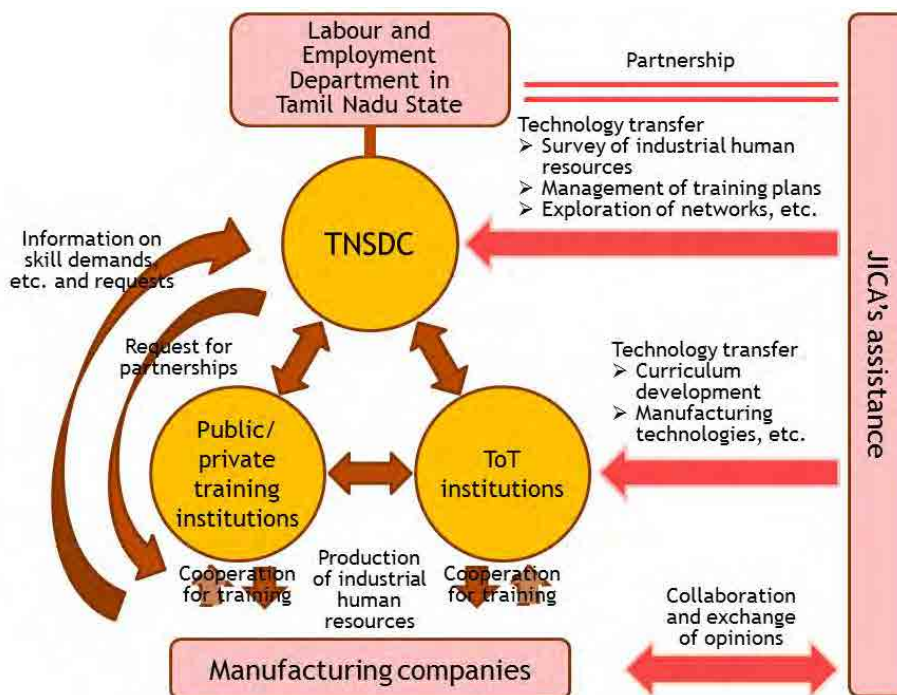 Labour and
Employment
Department in
Tamil Nadu State
Partnership
Technology transfer
➢ Survey of industrial human
resources
➢ Management of training plans
➢ Exploration of networks, etc.
TNSDC
Information on
skill demands,
etc. and requests
Request for
partnerships
JICA's assistance
Technology transfer
➢ Curriculum
development
➢ Manufacturing
technologies, etc.
Public/
private
training
institutions
ToT
institutions
Cooperation
for training
Production
of industrial
human
resources
Cooperation
for training
Collaboration
and exchange
of opinions
Manufacturing companies